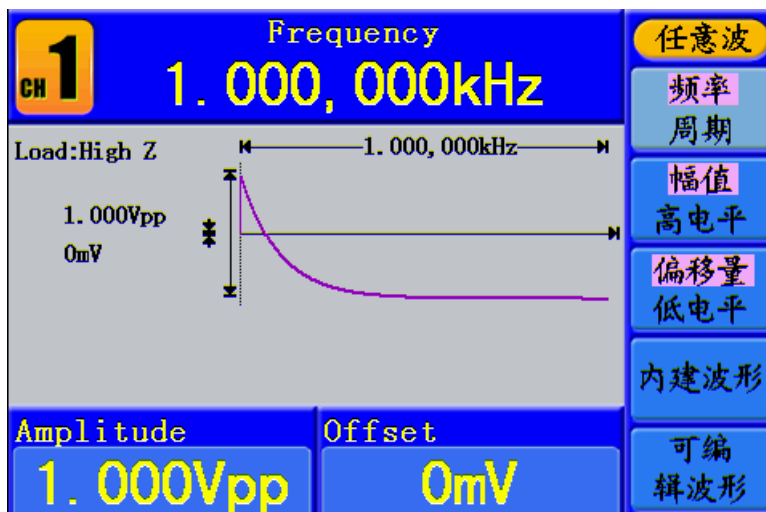 CH 1
Frequency
1.000,000kHz
Load:High Z
1.000,000kHz
1.000Vpp
0mV
Amplitude
1.000Vpp
Offset
0mV
任意波
频率
周期
幅值
高电平
偏移量
低电平
内建波形
可编
辑波形